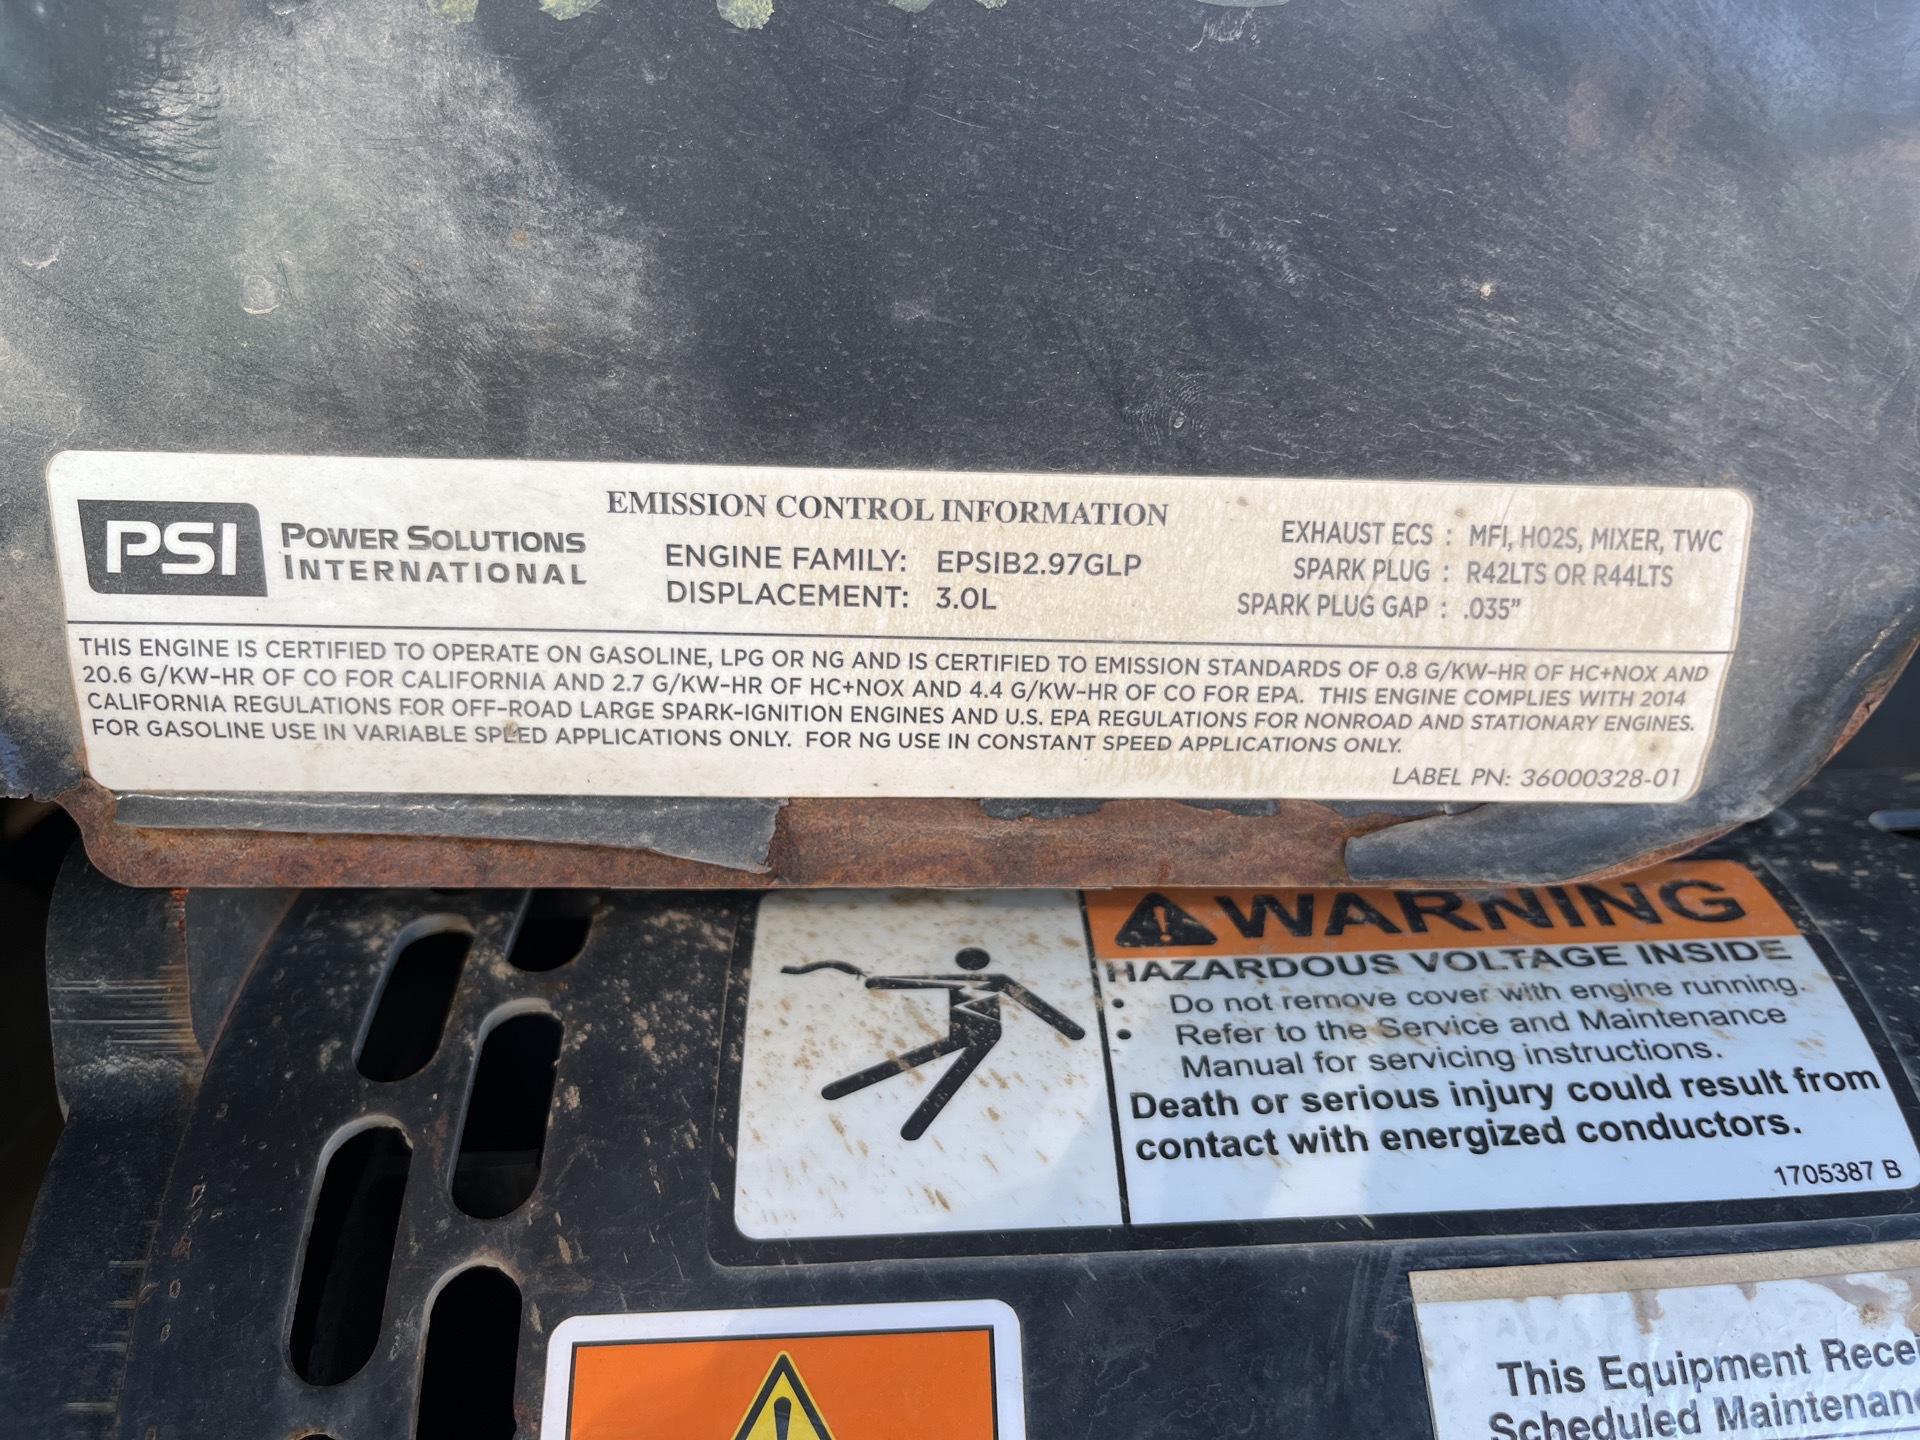 PSI
POWER SOLUTIONS
INTERNATIONAL
EMISSION CONTROL INFORMATION
ENGINE FAMILY: EPSIB2.97GLP
DISPLACEMENT: 3.0L
EXHAUST ECS : MFI, HO2S, MIXER, TWC
SPARK PLUG : R42LTS OR R44LTS
SPARK PLUG GAP : .035"
THIS ENGINE IS CERTIFIED TO OPERATE ON GASOLINE, LPG OR NG AND IS CERTIFIED TO EMISSION STANDARDS OF 0.8 G/KW-HR OF HC+NOX AND
20.6 G/KW-HR OF CO FOR CALIFORNIA AND 2.7 G/KW-HR OF HC+NOX AND 4.4 G/KW-HR OF CO FOR EPA. THIS ENGINE COMPLIES WITH 2014
CALIFORNIA REGULATIONS FOR OFF-ROAD LARGE SPARK-IGNITION ENGINES AND U.S. EPA REGULATIONS FOR NONROAD AND STATIONARY ENGINES.
FOR GASOLINE USE IN VARIABLE SPEED APPLICATIONS ONLY. FOR NG USE IN CONSTANT SPEED APPLICATIONS ONLY.
LABEL PN: 36000328-01
WARNING
HAZARDOUS VOLTAGE INSIDE
• Do not remove cover with engine running.
• Refer to the Service and Maintenance
Manual for servicing instructions.
Death or serious injury could result from
contact with energized conductors.
1705387 B
This Equipment Recei
Scheduled Maintenanc